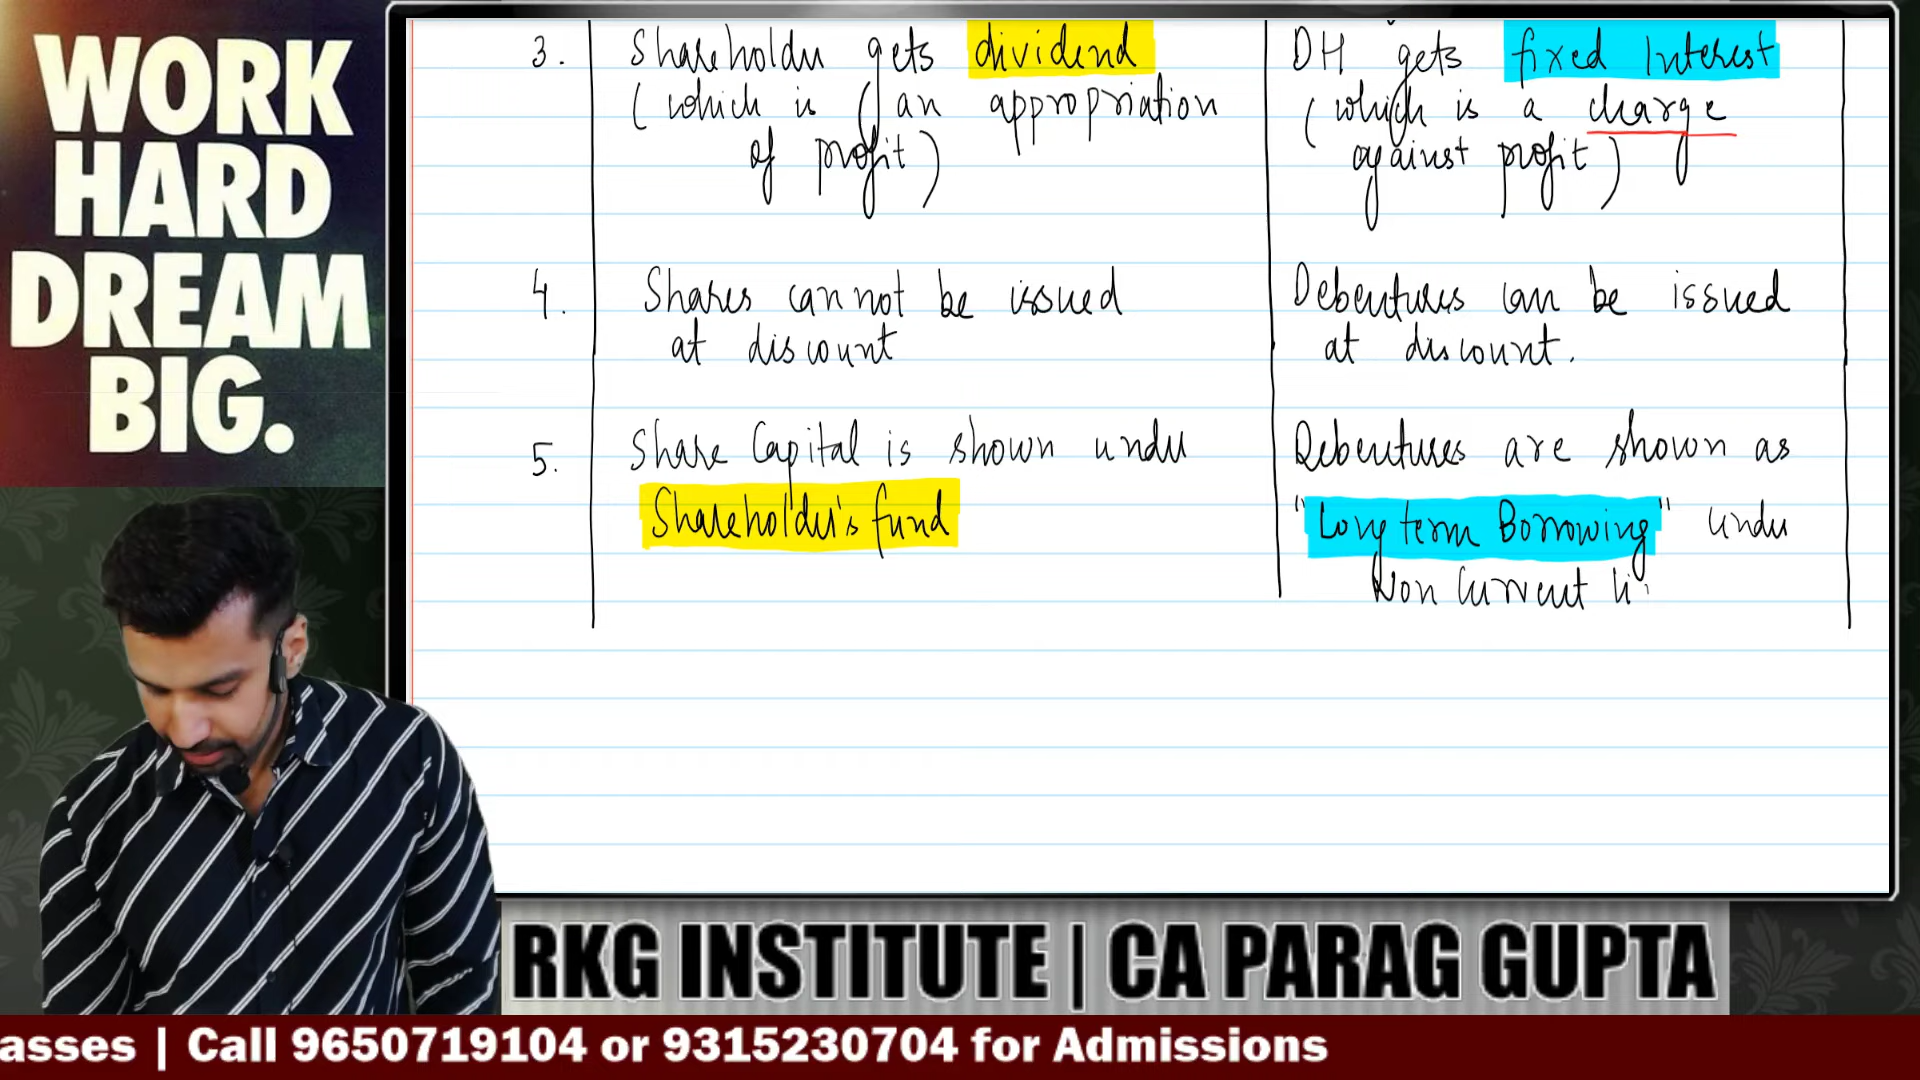 WORK
HARD
DREAM
BIG.
3.
Shareholder gets dividend
(which is (an appropriation
of profit)
DH gets fixed Interest
(which is a charge
against profit)
4.
Shares cannot be issued
at discount
Debentures can be issued
at discount.
5.
Share Capital is shown under
Shareholder's fund
Debentures are shown as
"Long term Borrowing" under
Non Current li
RKG INSTITUTE | CA PARAG GUPTA
asses | Call 9650719104 or 9315230704 for Admissions